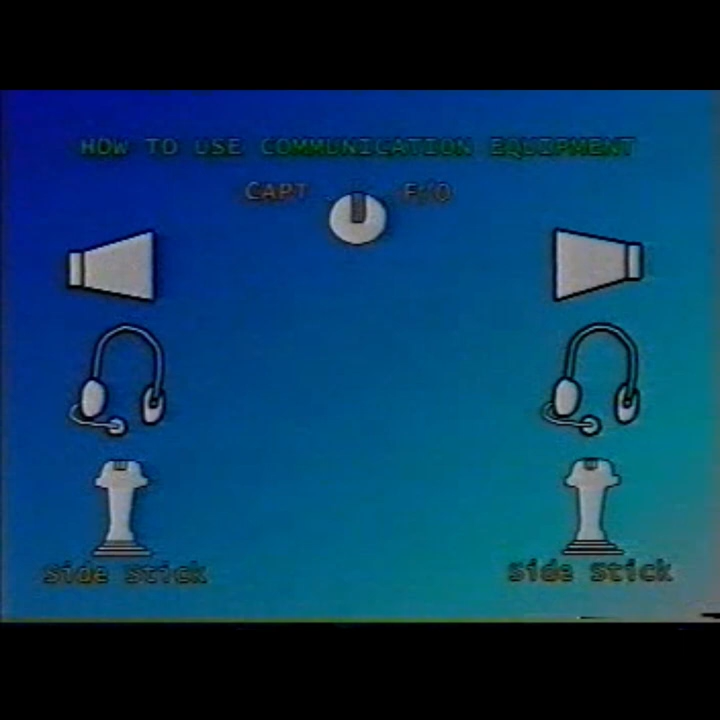 HOW TO USE COMMUNICATION EQUIPMENT
CAPT F/O
Side Stick Side Stick